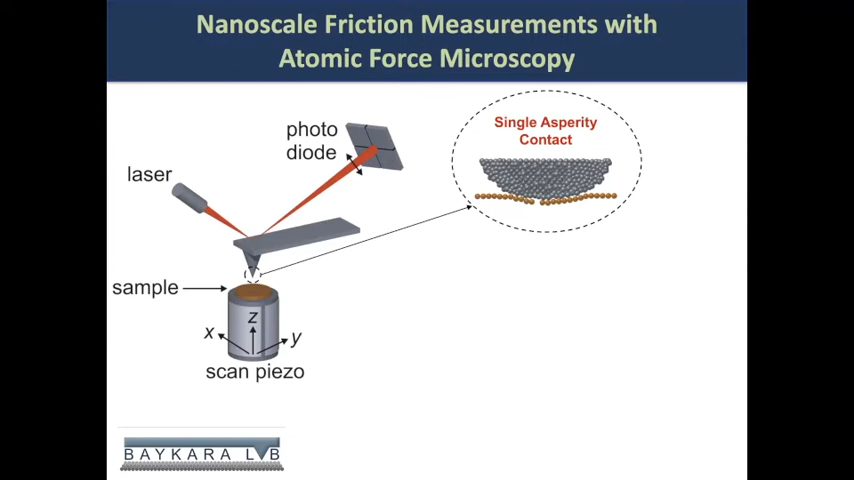 Nanoscale Friction Measurements with
Atomic Force Microscopy
photo
diode
laser
Single Asperity
Contact
sample
z
x
y
scan piezo
BAYKARA LAB